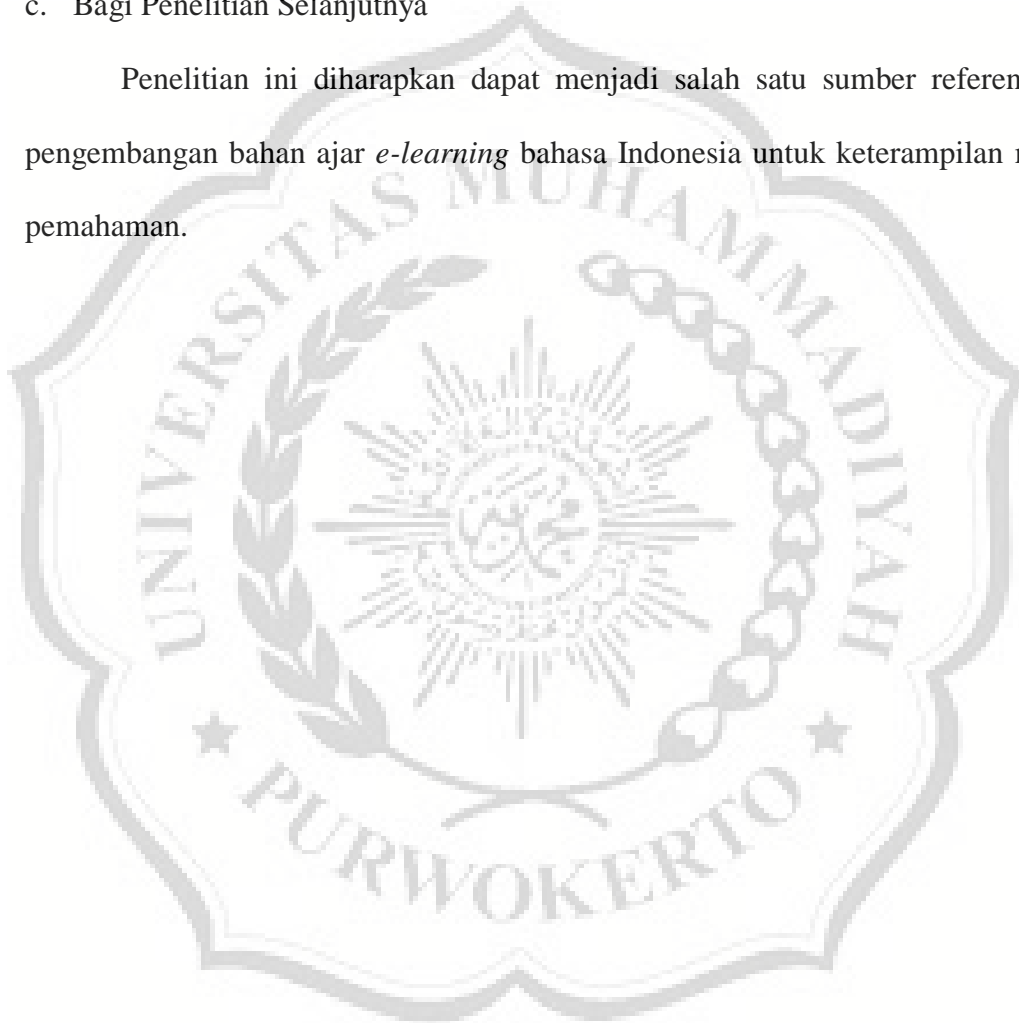 c. Bagi Penelitian Selanjutnya
Penelitian ini diharapkan dapat menjadi salah satu sumber referen
pengembangan bahan ajar e-learning bahasa Indonesia untuk keterampilan
pemahaman.
UNIVERSITAS MUHAMMADIYAH
PURWOKERTO